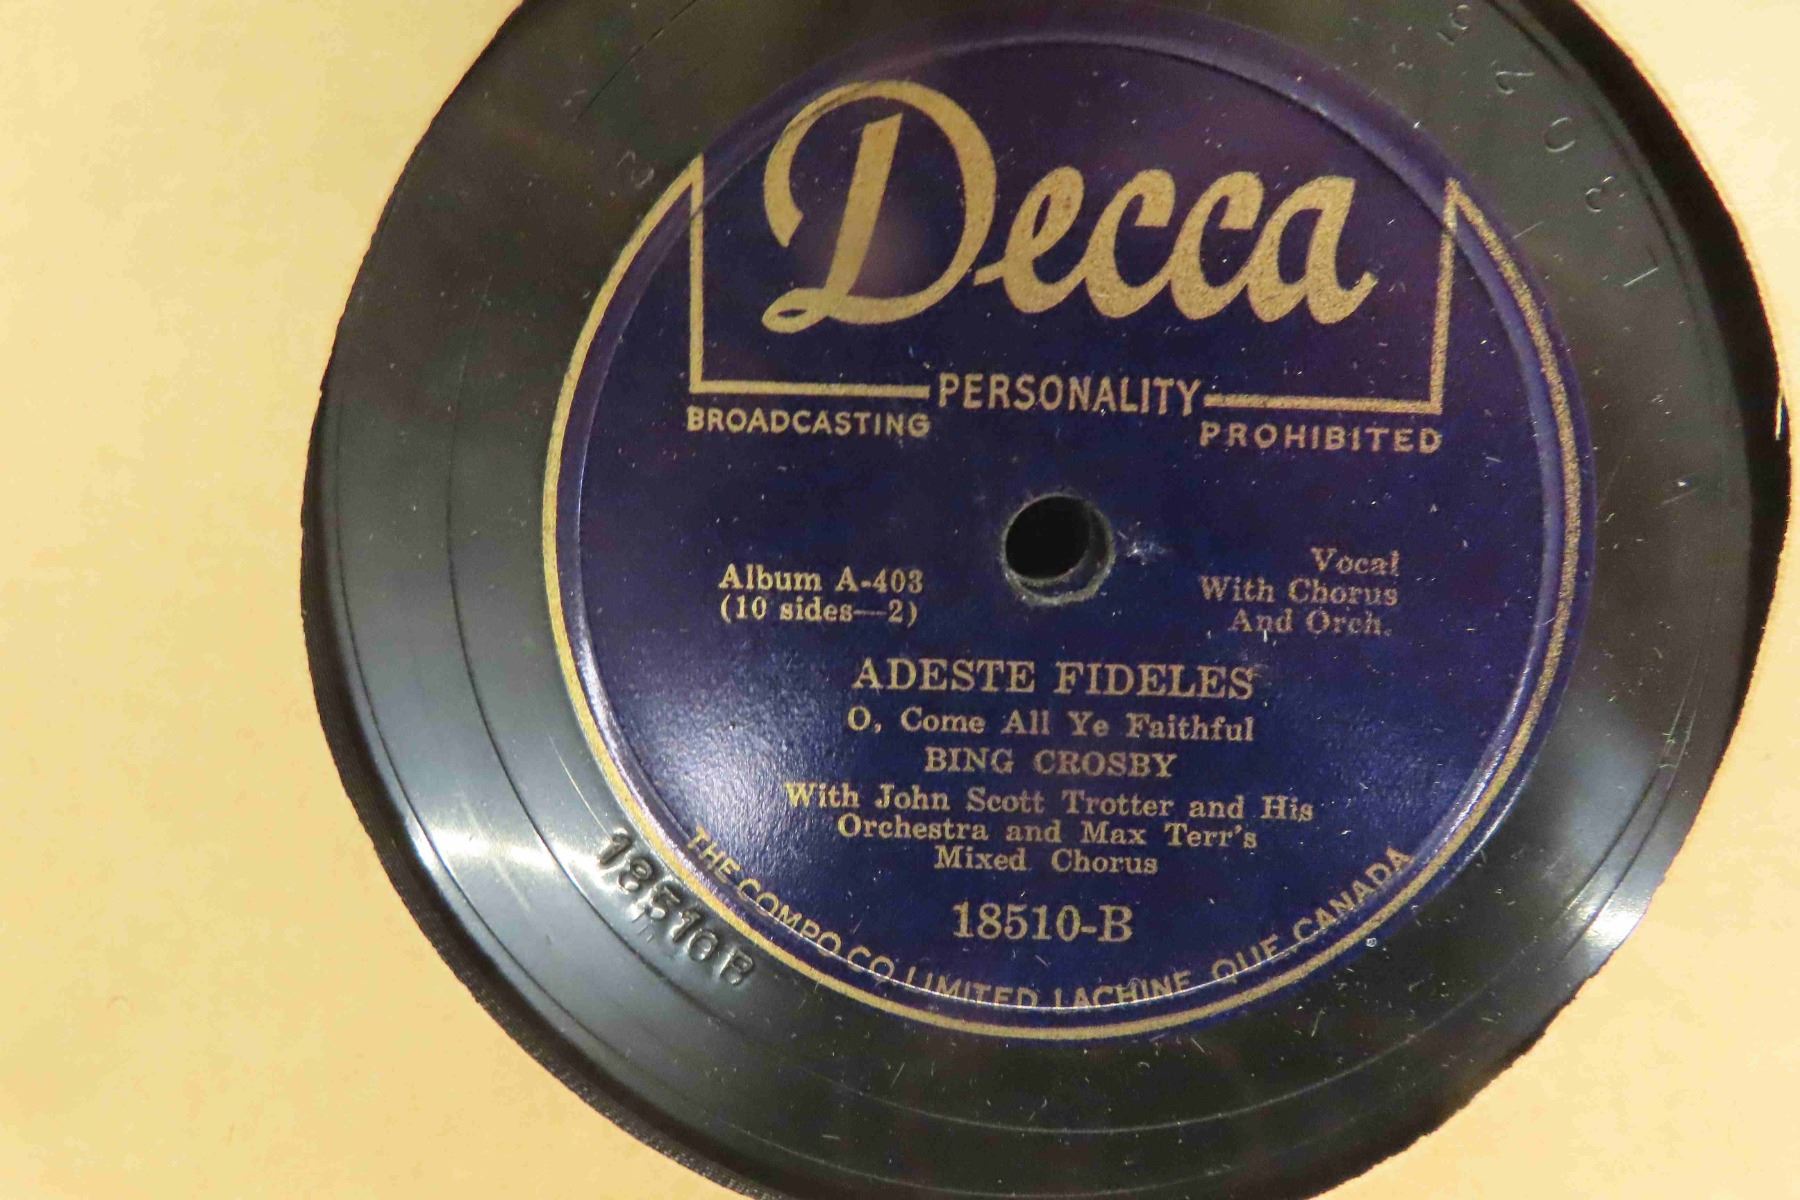 Decca
PERSONALITY
BROADCASTING PROHIBITED
Album A-403
(10 sides—2)
Vocal
With Chorus
And Orch.
ADESTE FIDELES
O, Come All Ye Faithful
BING CROSBY
With John Scott Trotter and His
Orchestra and Max Terr's
Mixed Chorus
18510-B
THE COMPO CO. LIMITED LACHINE, QUE. CANADA
18510B